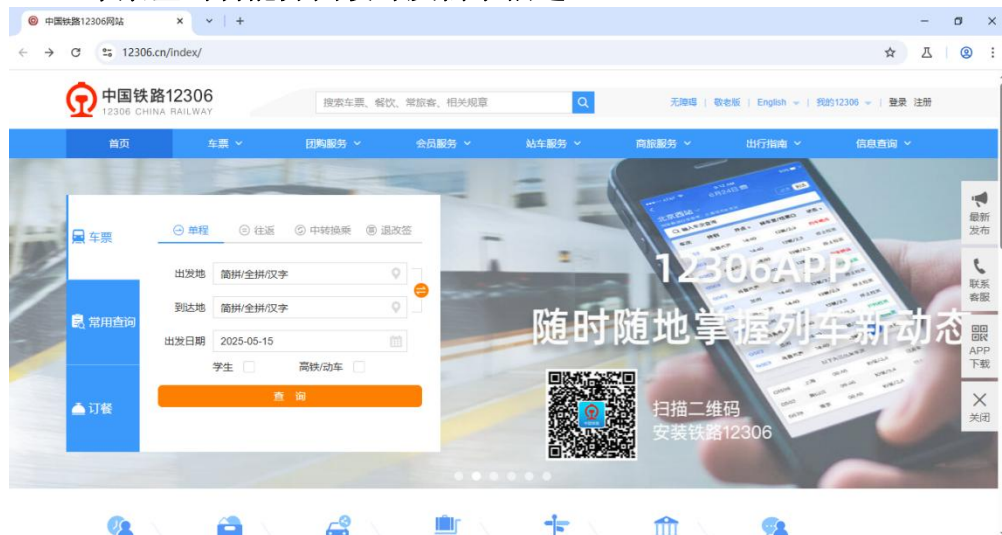 中国铁路12306网站
12306.cn/index/
中国铁路12306
12306 CHINA RAILWAY
搜索车票、餐饮、常旅客、相关规章
无障碍 | 敬老版 | English | 我的12306 | 登录 注册
首页 车票 团购服务 会员服务 站车服务 商旅服务 出行指南 信息查询
车票
单程 往返 中转换乘 退改签
出发地 简拼/全拼/汉字
到达地 简拼/全拼/汉字
出发日期 2025-05-15
学生 高铁/动车
查 询
常用查询
订餐
12306APP
随时随地掌握列车新动态
扫描二维码
安装铁路12306
最新
发布
联系
客服
APP
下载
关闭